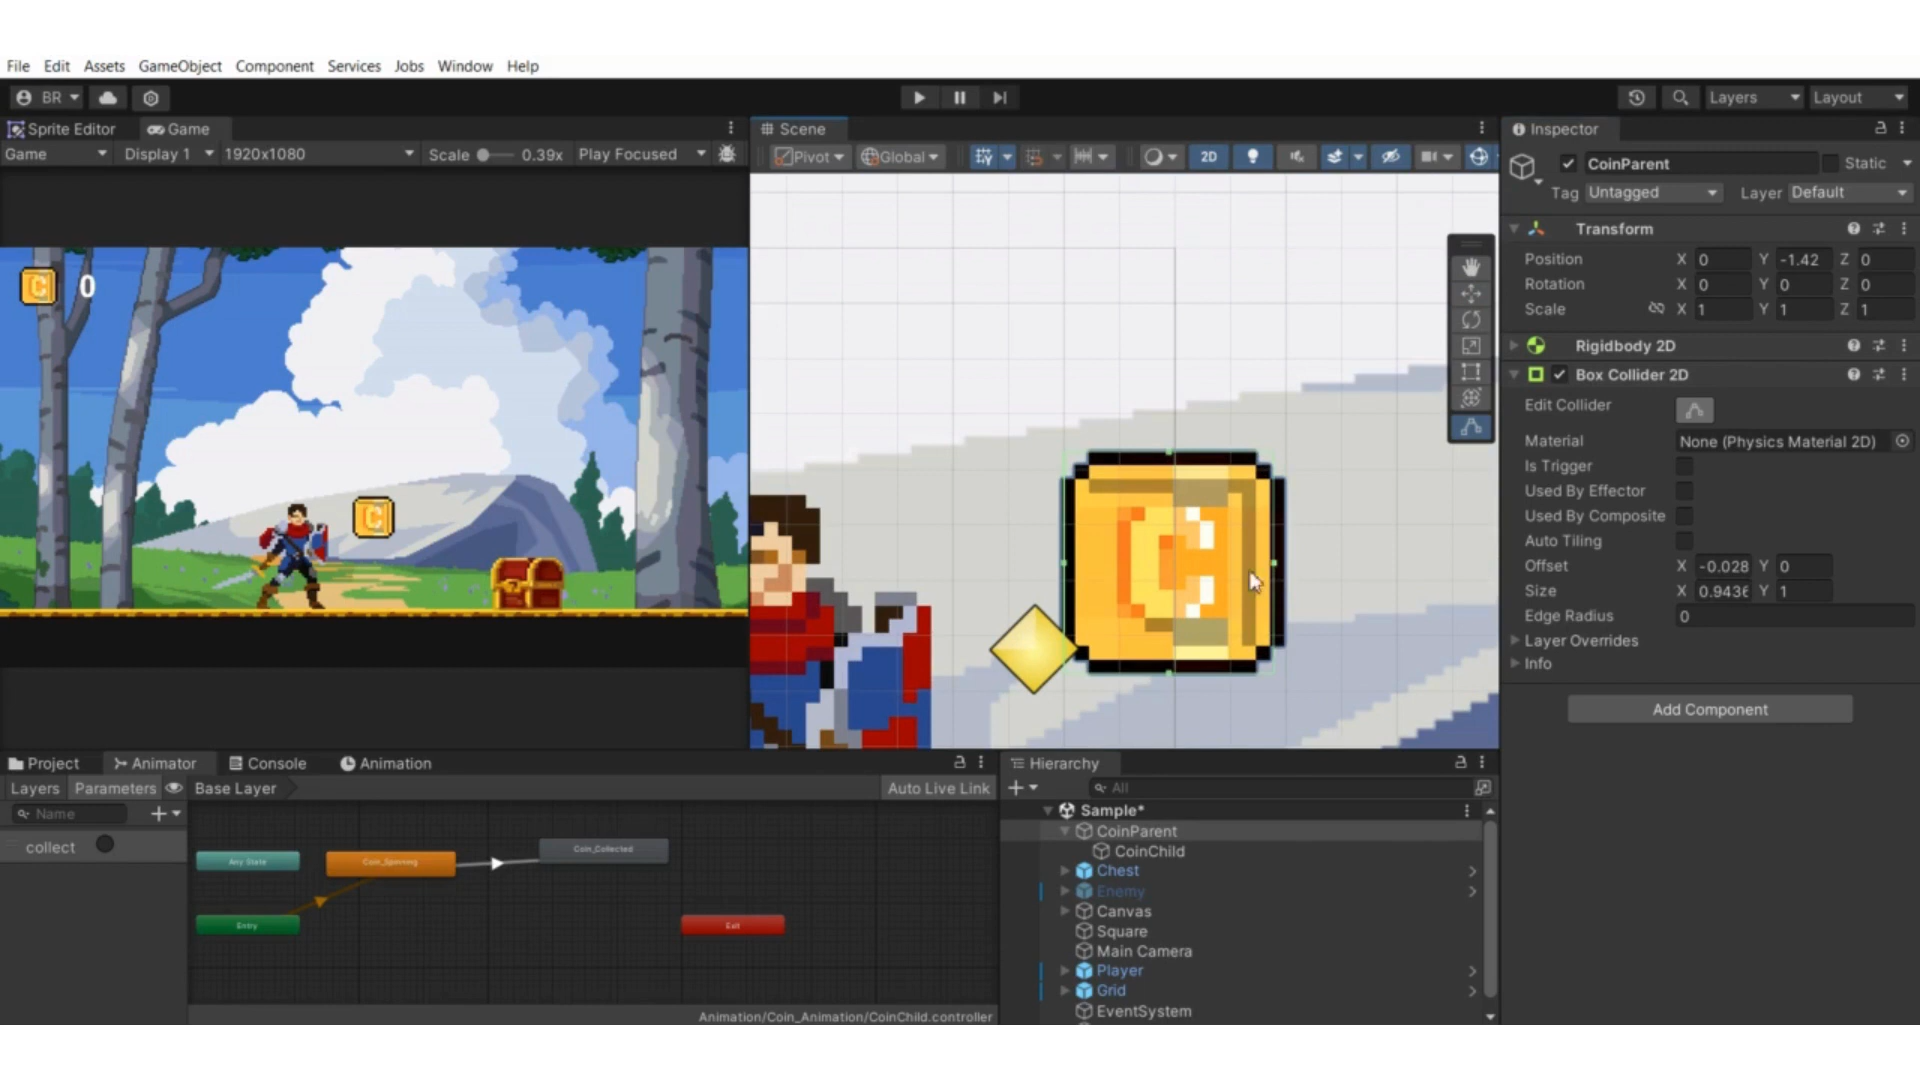 File Edit Assets GameObject Component Services Jobs Window Help
BR Layers Layout
Sprite Editor Game
Game Display 1 1920x1080 Scale 0.39x Play Focused
C 0
C
Scene
Pivot Global 2D
C
Inspector
CoinParent Static
Tag Untagged Layer Default
Transform
Position X 0 Y -1.42 Z 0
Rotation X 0 Y 0 Z 0
Scale X 1 Y 1 Z 1
Rigidbody 2D
Box Collider 2D
Edit Collider
Material None (Physics Material 2D)
Is Trigger
Used By Effector
Used By Composite
Auto Tiling
Offset X -0.028 Y 0
Size X 0.9436 Y 1
Edge Radius 0
Layer Overrides
Info
Add Component
Project Animator Console Animation
Layers Parameters Base Layer Auto Live Link
Name
collect
Any State Coin_Spinning Coin_Collected
Entry Exit
Animation/Coin_Animation/CoinChild.controller
Hierarchy
All
Sample*
CoinParent
CoinChild
Chest
Enemy
Canvas
Square
Main Camera
Player
Grid
EventSystem